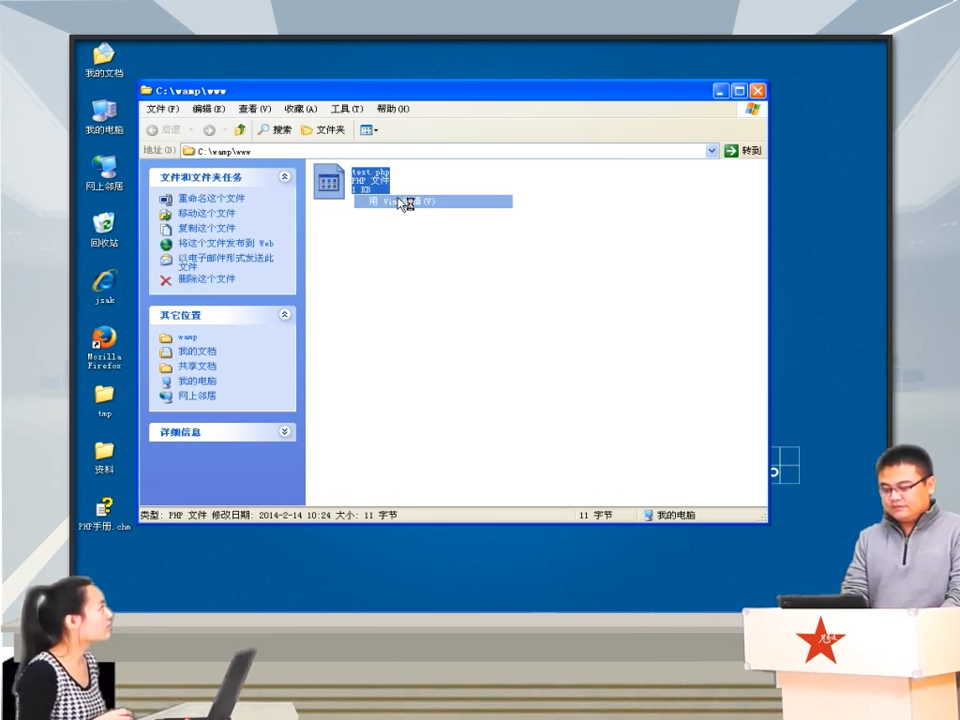 我的文档
我的电脑
网上邻居
回收站
jsak
Mozilla
Firefox
tmp
资料
PHP手册.chm
C:\wamp\www
文件(F) 编辑(E) 查看(V) 收藏(A) 工具(T) 帮助(H)
后退 搜索 文件夹
地址(D) C:\wamp\www 转到
文件和文件夹任务
重命名这个文件
移动这个文件
复制这个文件
将这个文件发布到 Web
以电子邮件形式发送此
文件
删除这个文件
其它位置
wamp
我的文档
共享文档
我的电脑
网上邻居
详细信息
test.php
PHP 文件
1 KB
用 (V)
类型: PHP 文件 修改日期: 2014-2-14 10:24 大小: 11 字节 11 字节 我的电脑